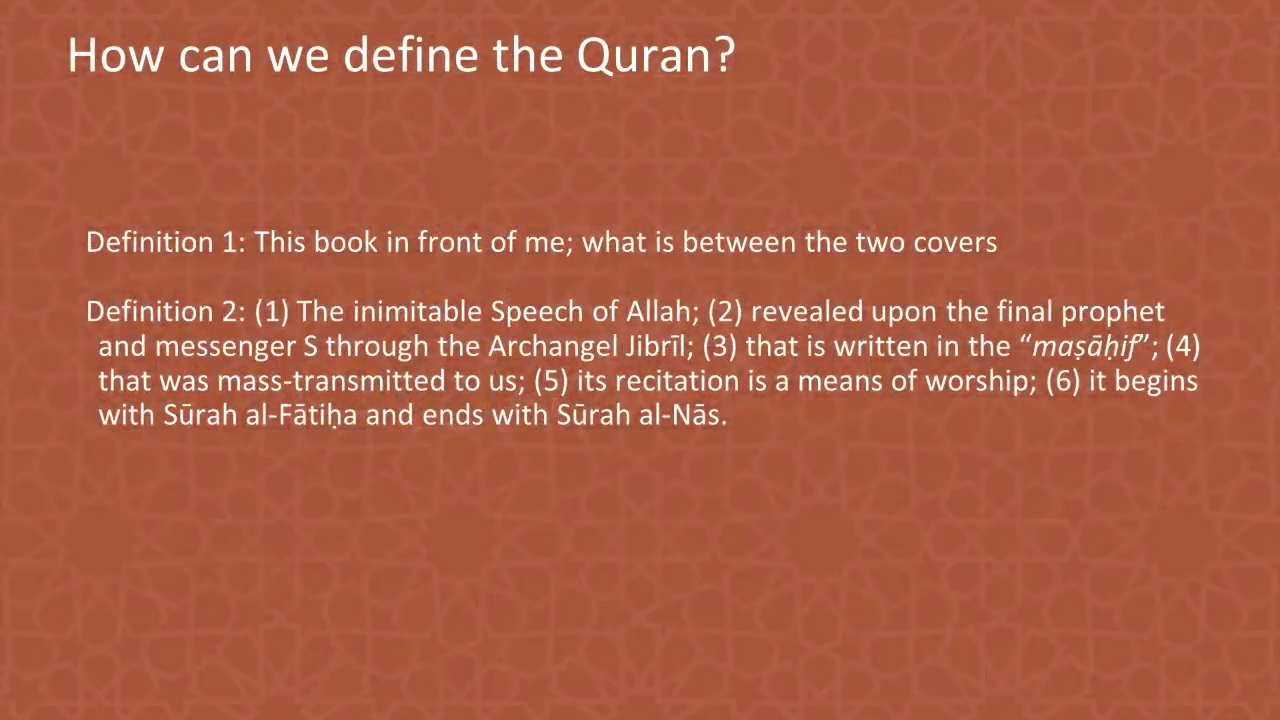 How can we define the Quran?
Definition 1: This book in front of me; what is between the two covers
Definition 2: (1) The inimitable Speech of Allah; (2) revealed upon the final prophet
and messenger S through the Archangel Jibrīl; (3) that is written in the “maṣāḥif”; (4)
that was mass-transmitted to us; (5) its recitation is a means of worship; (6) it begins
with Sūrah al-Fātiḥa and ends with Sūrah al-Nās.